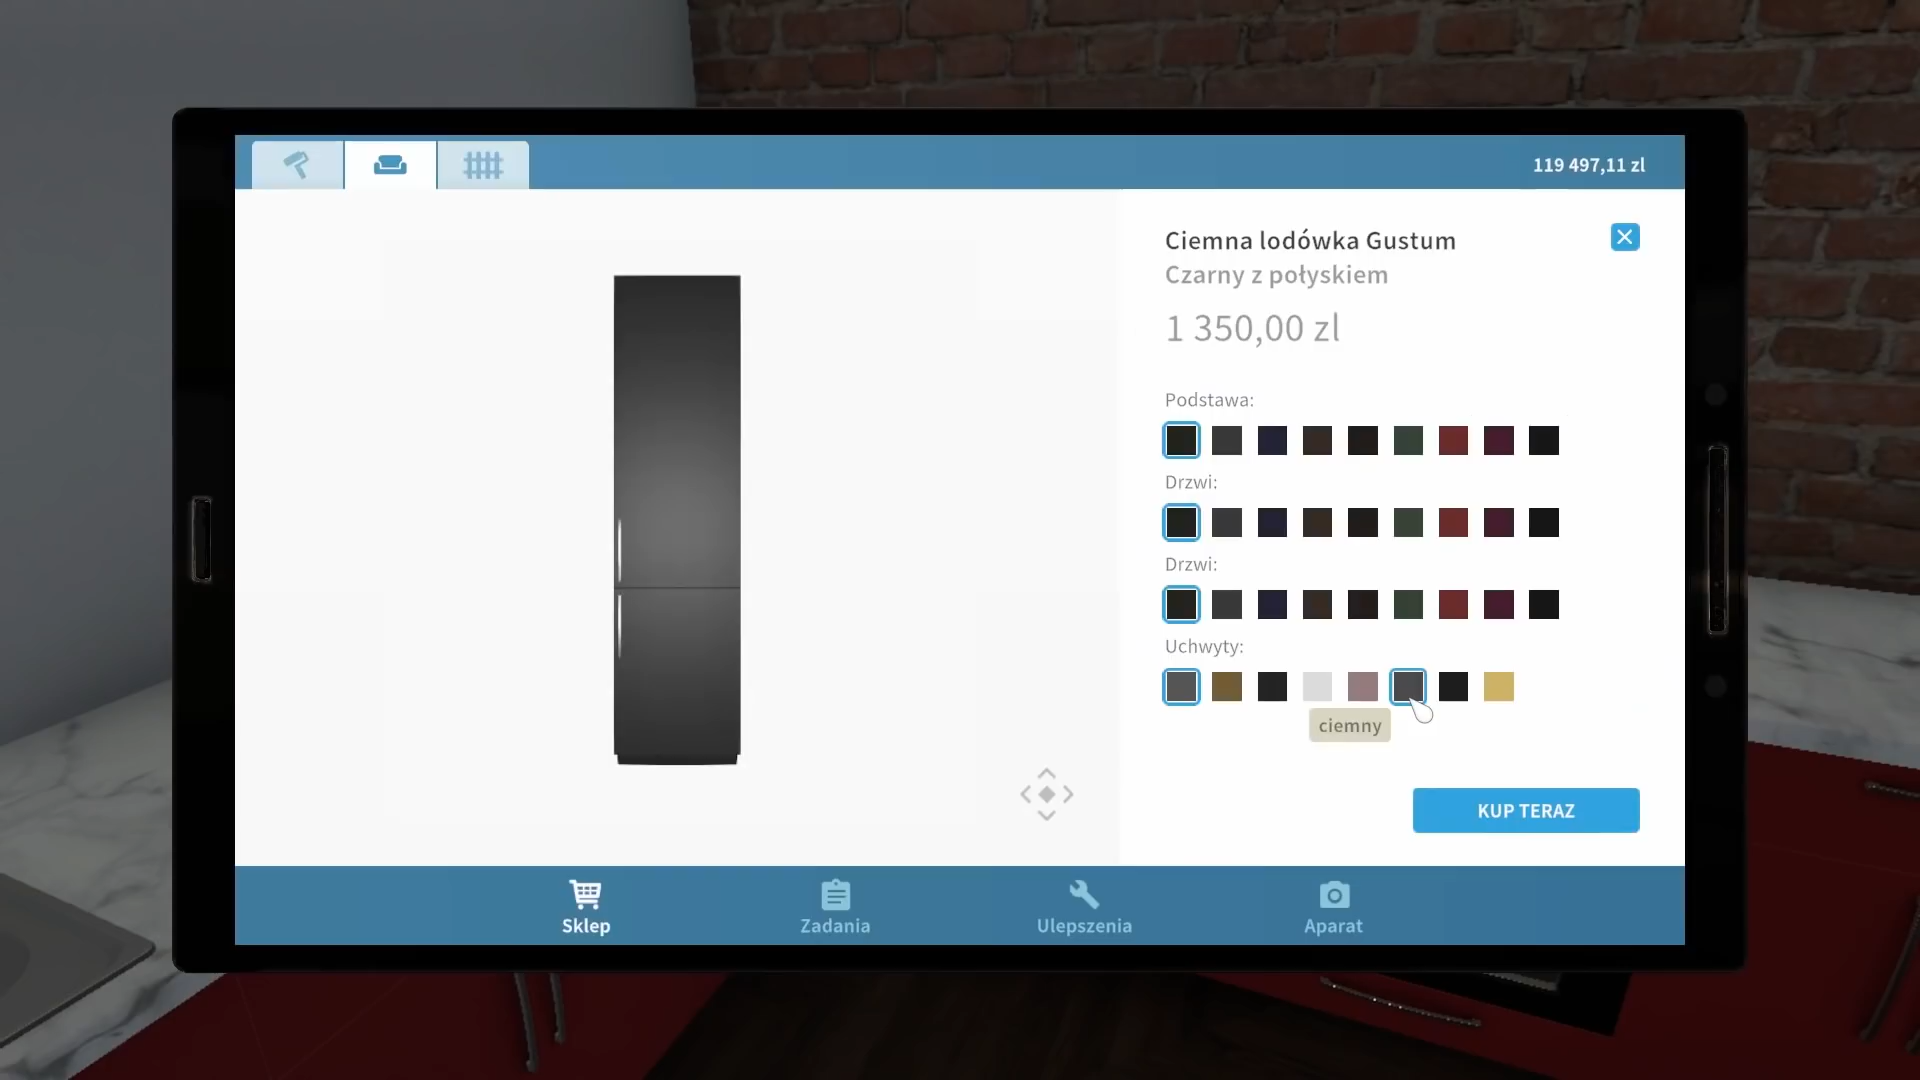 119 497,11 zl
Ciemna lodówka Gustum
Czarny z połyskiem
1 350,00 zl
Podstawa:
Drzwi:
Drzwi:
Uchwyty:
ciemny
KUP TERAZ
Sklep
Zadania
Ulepszenia
Aparat